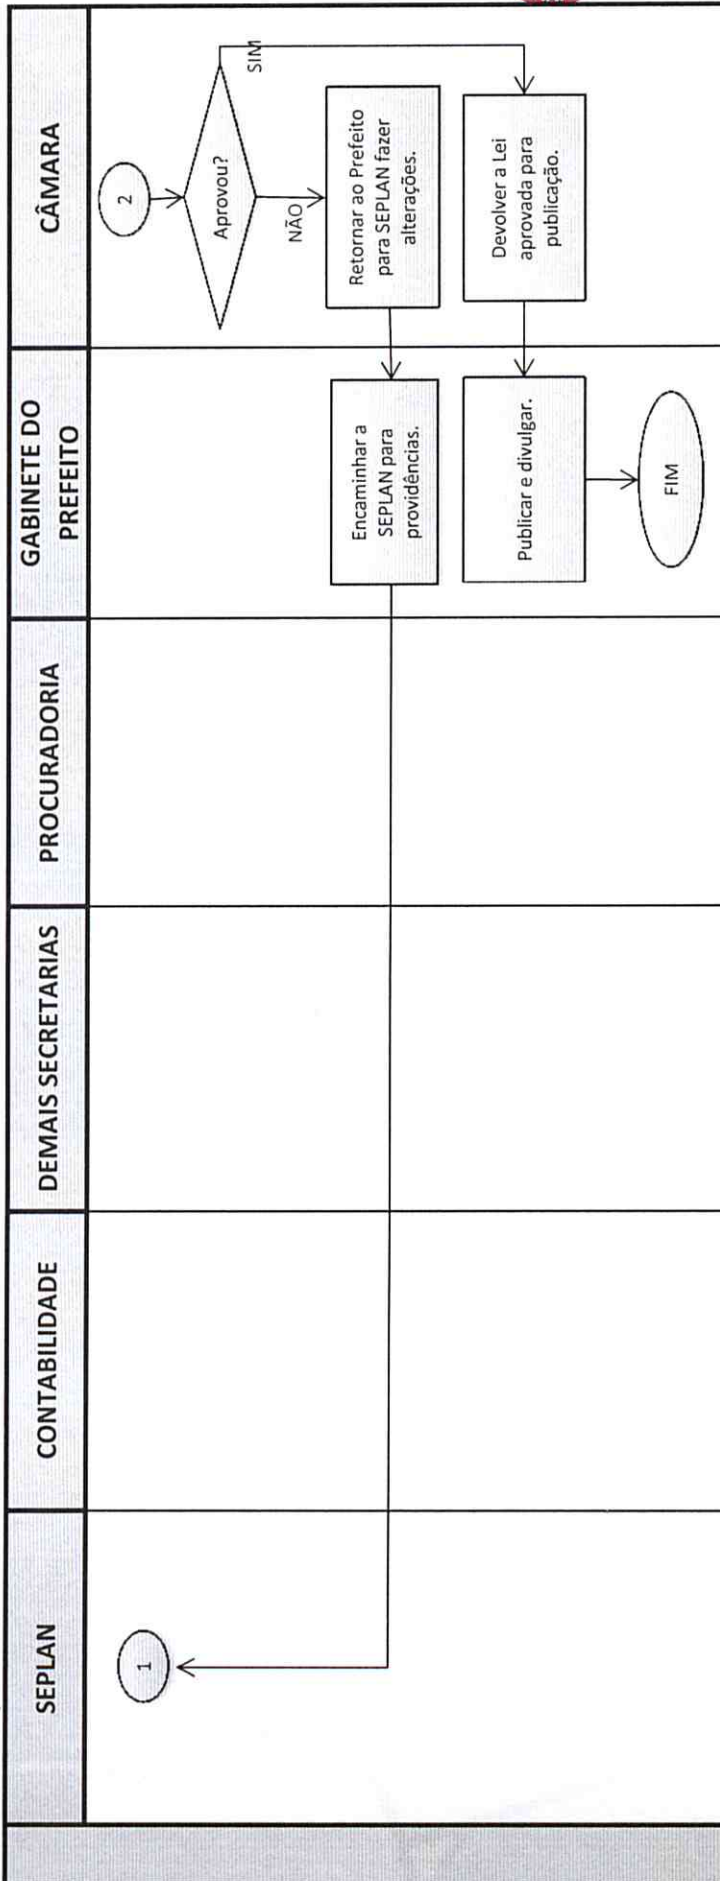 SEPLAN
CONTABILIDADE
DEMAIS SECRETARIAS
PROCURADORIA
GABINETE DO
PREFEITO
CÂMARA
1
2
Aprovou?
SIM
NÃO
Retornar ao Prefeito
para SEPLAN fazer
alterações.
Encaminhar a
SEPLAN para
providências.
Devolver a Lei
aprovada para
publicação.
Publicar e divulgar.
FIM